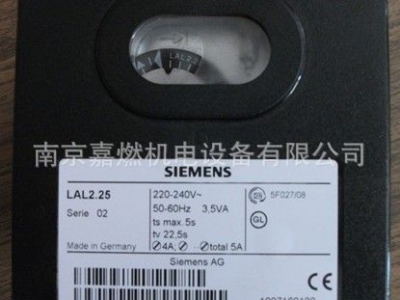 LAL2.2
南京嘉燃机电设备有限公司
SIEMENS
LAL2.25
Serie 02
Made in Germany
220-240V~
50-60Hz 3,5VA
ts max.5s
tv 22,5s
4A; total 5A
5F027/08
GL
Siemens AG
CE